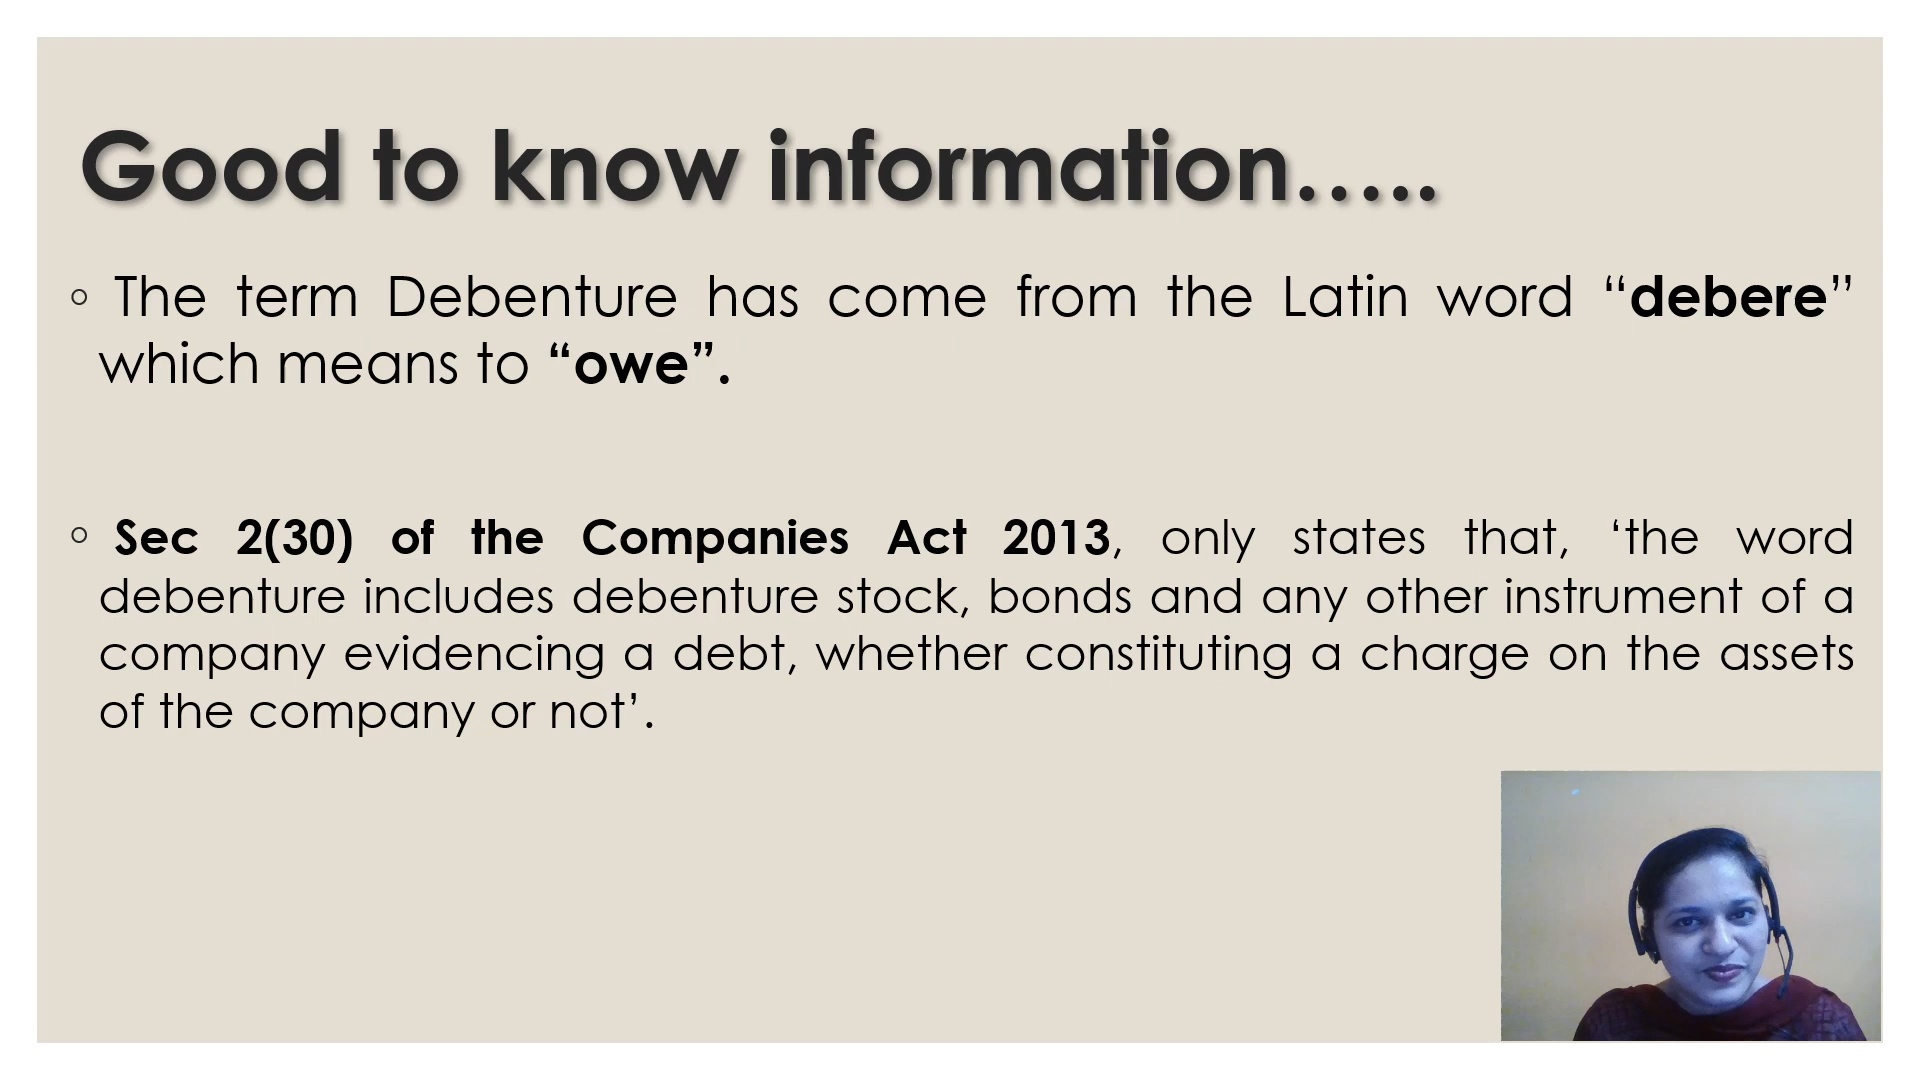 Good to know information…..
◦ The term Debenture has come from the Latin word “debere”
which means to “owe”.
◦ Sec 2(30) of the Companies Act 2013, only states that, ‘the word
debenture includes debenture stock, bonds and any other instrument of a
company evidencing a debt, whether constituting a charge on the assets
of the company or not’.